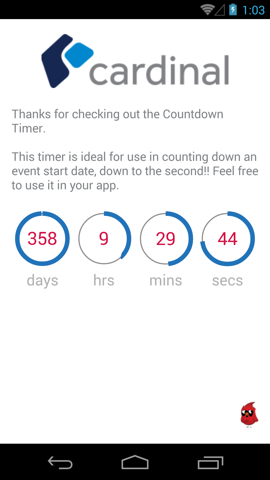 1:03
cardinal
Thanks for checking out the Countdown
Timer.
This timer is ideal for use in counting down an
event start date, down to the second!! Feel free
to use it in your app.
358 9 29 44
days hrs mins secs